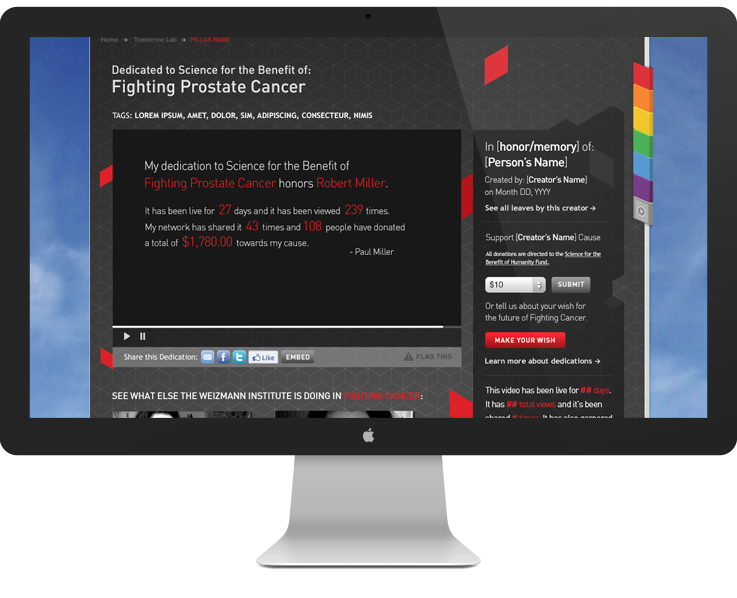 Home → Tomorrow Lab → PILLAR NAME
Dedicated to Science for the Benefit of:
Fighting Prostate Cancer
TAGS: LOREM IPSUM, AMET, DOLOR, SIM, ADIPISCING, CONSECTEUR, NIMIS
My dedication to Science for the Benefit of
Fighting Prostate Cancer honors Robert Miller.
It has been live for 27 days and it has been viewed 239 times.
My network has shared it 43 times and 108 people have donated
a total of $1,780.00 towards my cause.
- Paul Miller
Share this Dedication: Like EMBED FLAG THIS
SEE WHAT ELSE THE WEIZMANN INSTITUTE IS DOING IN FIGHTING CANCER:
In [honor/memory] of:
[Person's Name]
Created by: [Creator's Name]
on Month DD, YYYY
See all leaves by this creator →
Support [Creator's Name] Cause
All donations are directed to the Science for the
Benefit of Humanity Fund.
$10 SUBMIT
Or tell us about your wish for
the future of Fighting Cancer.
MAKE YOUR WISH
Learn more about dedications →
This video has been live for ## days.
It has ## total views and it's been
shared # times. It has also garnered